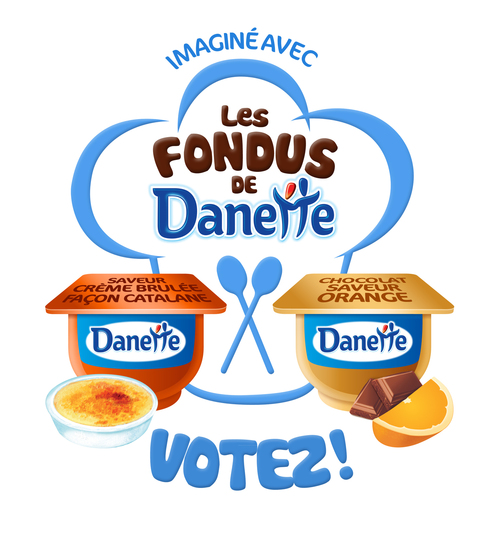 IMAGINÉ AVEC
Les
FONDUS
DE
Danette
SAVEUR
CRÈME BRULÉE
FAÇON CATALANE
Danette
CHOCOLAT
SAVEUR
ORANGE
Danette
VOTEZ!